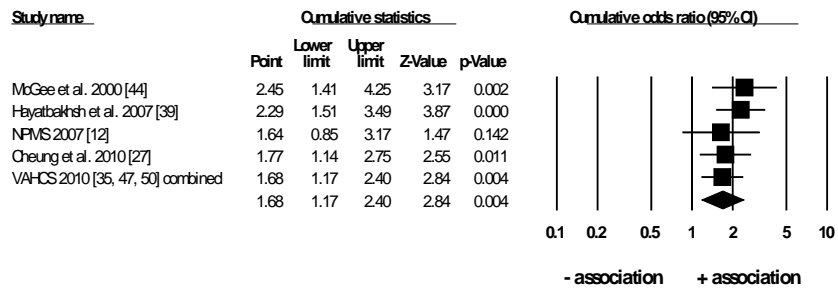 Study name Cumulative statistics Cumulative odds ratio (95% CI)
Lower Upper
Point limit limit Z-Value p-Value
McGee et al. 2000 [44] 2.45 1.41 4.25 3.17 0.002
Hayatbakhsh et al. 2007 [39] 2.29 1.51 3.49 3.87 0.000
NPMS 2007 [12] 1.64 0.85 3.17 1.47 0.142
Cheung et al. 2010 [27] 1.77 1.14 2.75 2.55 0.011
VAHCS 2010 [35, 47, 50] combined 1.68 1.17 2.40 2.84 0.004
1.68 1.17 2.40 2.84 0.004
0.1 0.2 0.5 1 2 5 10
- association + association